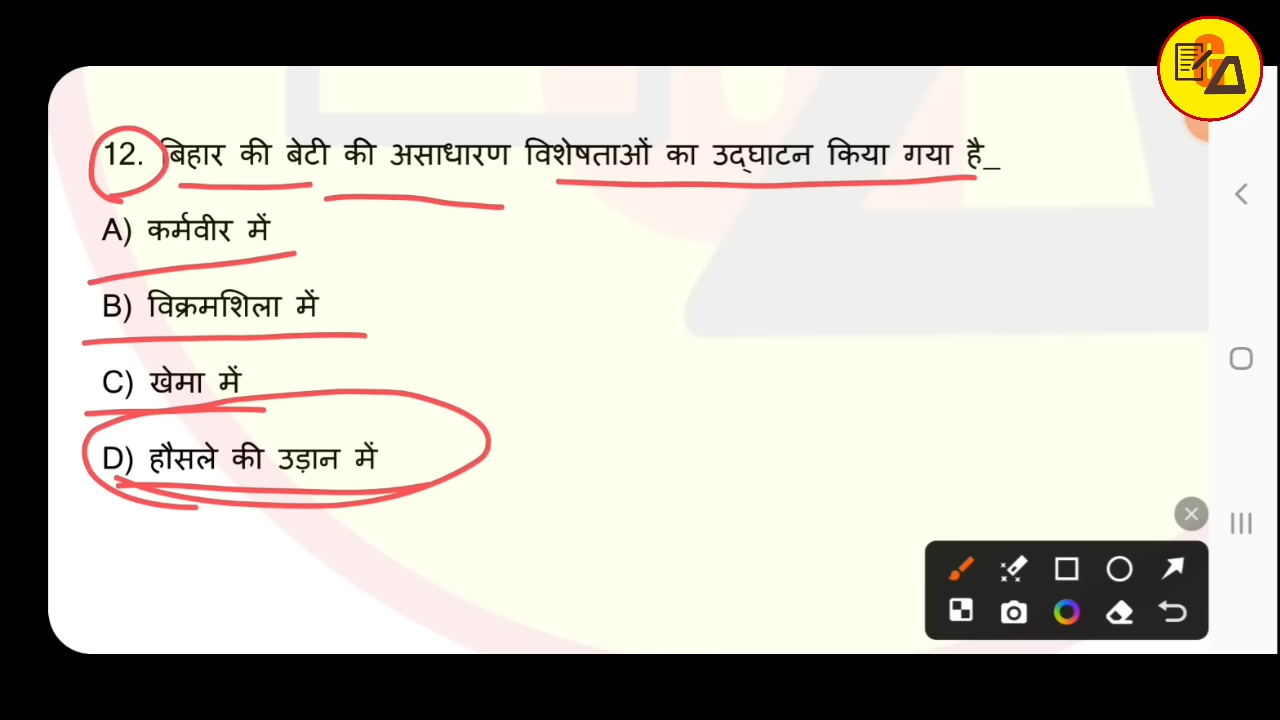 12. बिहार की बेटी की असाधारण विशेषताओं का उद्घाटन किया गया है_
A) कर्मवीर में
B) विक्रमशिला में
C) खेमा में
D) हौसले की उड़ान में